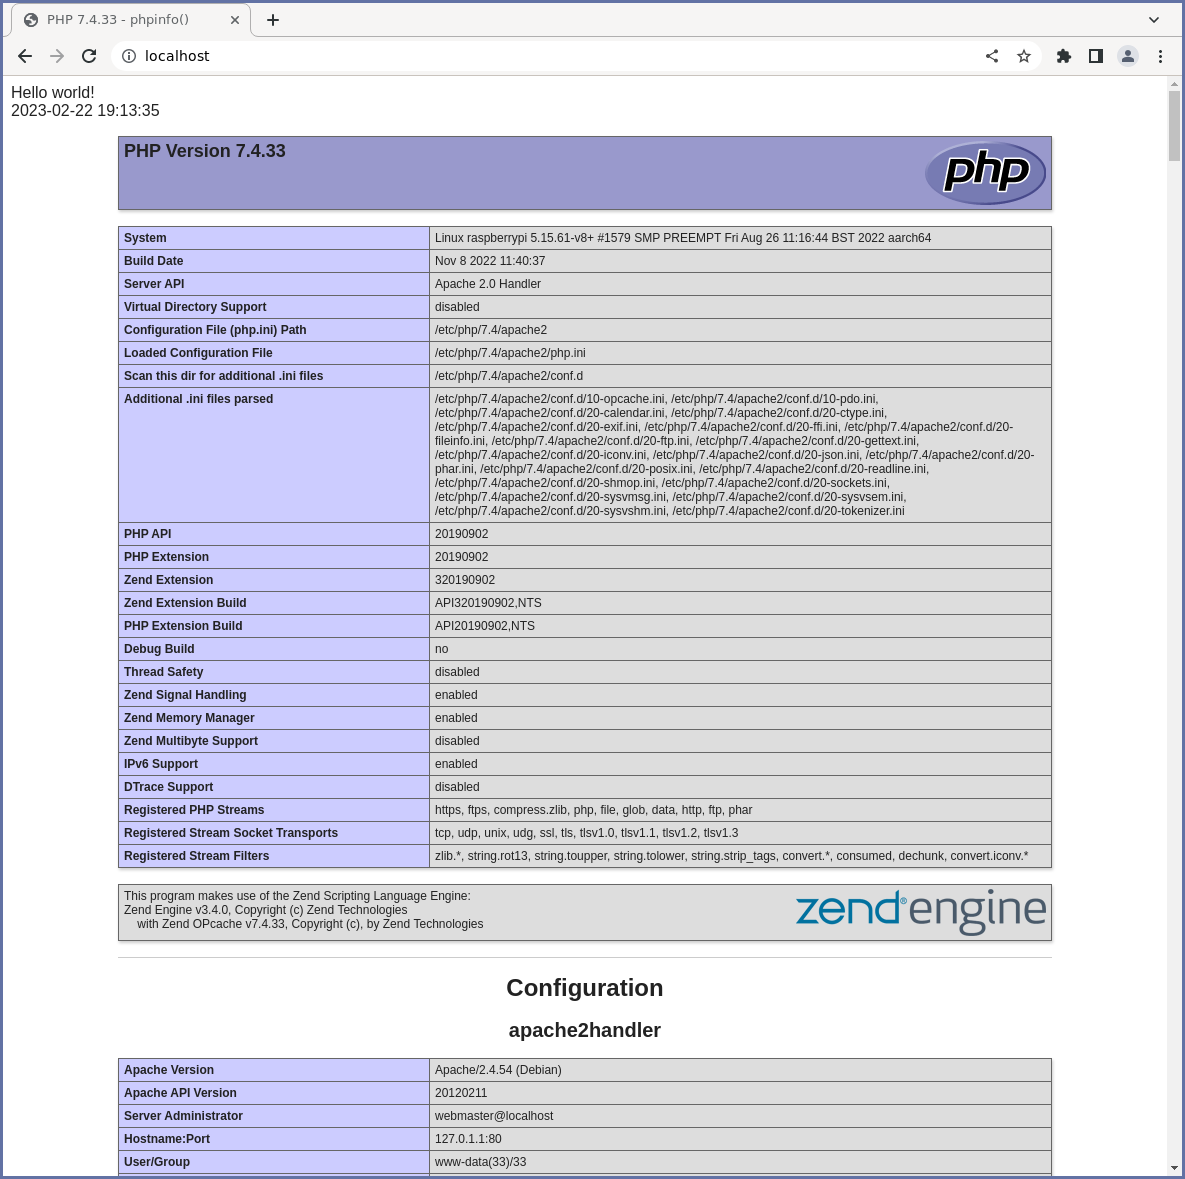 PHP 7.4.33 - phpinfo()
localhost
Hello world!
2023-02-22 19:13:35
PHP Version 7.4.33
php
System Linux raspberrypi 5.15.61-v8+ #1579 SMP PREEMPT Fri Aug 26 11:16:44 BST 2022 aarch64
Build Date Nov 8 2022 11:40:37
Server API Apache 2.0 Handler
Virtual Directory Support disabled
Configuration File (php.ini) Path /etc/php/7.4/apache2
Loaded Configuration File /etc/php/7.4/apache2/php.ini
Scan this dir for additional .ini files /etc/php/7.4/apache2/conf.d
Additional .ini files parsed /etc/php/7.4/apache2/conf.d/10-opcache.ini, /etc/php/7.4/apache2/conf.d/10-pdo.ini,
/etc/php/7.4/apache2/conf.d/20-calendar.ini, /etc/php/7.4/apache2/conf.d/20-ctype.ini,
/etc/php/7.4/apache2/conf.d/20-exif.ini, /etc/php/7.4/apache2/conf.d/20-ffi.ini, /etc/php/7.4/apache2/conf.d/20-
fileinfo.ini, /etc/php/7.4/apache2/conf.d/20-ftp.ini, /etc/php/7.4/apache2/conf.d/20-gettext.ini,
/etc/php/7.4/apache2/conf.d/20-iconv.ini, /etc/php/7.4/apache2/conf.d/20-json.ini, /etc/php/7.4/apache2/conf.d/20-
phar.ini, /etc/php/7.4/apache2/conf.d/20-posix.ini, /etc/php/7.4/apache2/conf.d/20-readline.ini,
/etc/php/7.4/apache2/conf.d/20-shmop.ini, /etc/php/7.4/apache2/conf.d/20-sockets.ini,
/etc/php/7.4/apache2/conf.d/20-sysvmsg.ini, /etc/php/7.4/apache2/conf.d/20-sysvsem.ini,
/etc/php/7.4/apache2/conf.d/20-sysvshm.ini, /etc/php/7.4/apache2/conf.d/20-tokenizer.ini
PHP API 20190902
PHP Extension 20190902
Zend Extension 320190902
Zend Extension Build API320190902,NTS
PHP Extension Build API20190902,NTS
Debug Build no
Thread Safety disabled
Zend Signal Handling enabled
Zend Memory Manager enabled
Zend Multibyte Support disabled
IPv6 Support enabled
DTrace Support disabled
Registered PHP Streams https, ftps, compress.zlib, php, file, glob, data, http, ftp, phar
Registered Stream Socket Transports tcp, udp, unix, udg, ssl, tls, tlsv1.0, tlsv1.1, tlsv1.2, tlsv1.3
Registered Stream Filters zlib.*, string.rot13, string.toupper, string.tolower, string.strip_tags, convert.*, consumed, dechunk, convert.iconv.*
This program makes use of the Zend Scripting Language Engine:
Zend Engine v3.4.0, Copyright (c) Zend Technologies
with Zend OPcache v7.4.33, Copyright (c), by Zend Technologies
zend® engine
Configuration
apache2handler
Apache Version Apache/2.4.54 (Debian)
Apache API Version 20120211
Server Administrator webmaster@localhost
Hostname:Port 127.0.1.1:80
User/Group www-data(33)/33